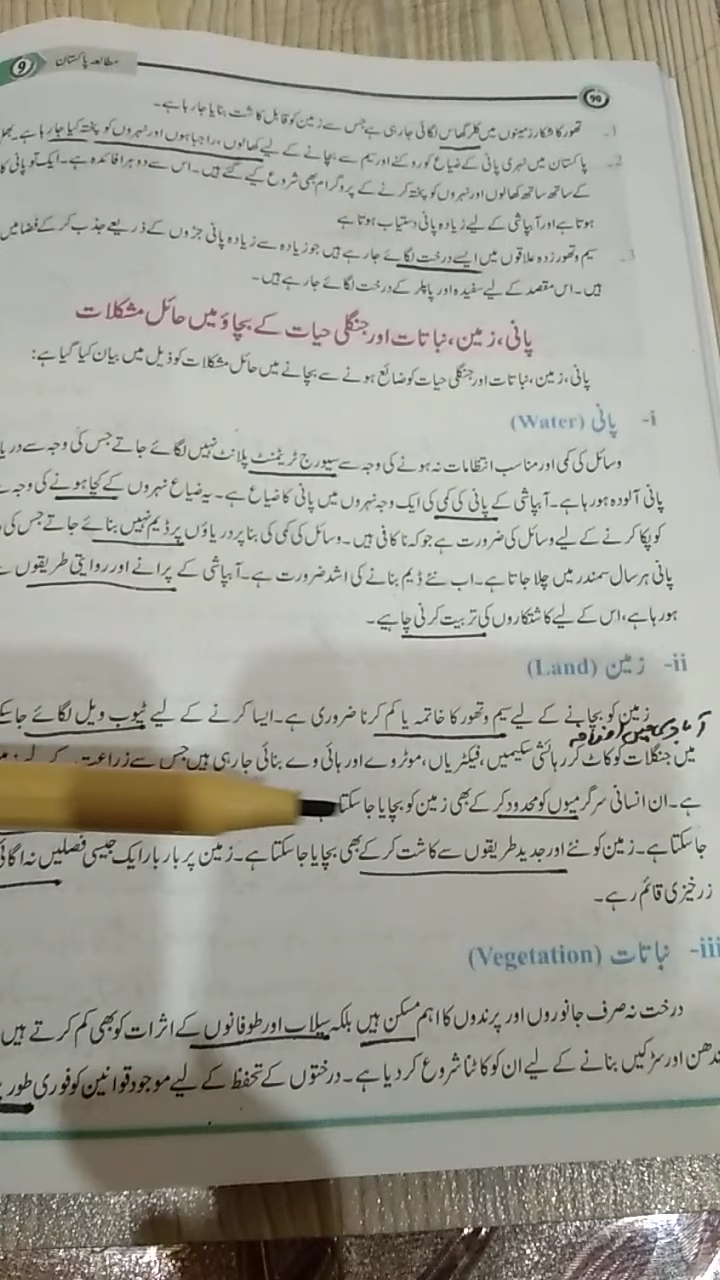 مطالعہ پاکستان 9
99
1. تھور کا شکار زمینوں میں کلر گھاس لگائی جا رہی ہے جس سے زمین کو قابل کاشت بنایا جا رہا ہے۔
2. پاکستان میں نہری پانی کے ضیاع کو روکنے اور سیم سے بچانے کے لیے کھالوں، راجباہوں اور نہروں کو پختہ کیا جا رہا ہے۔
کے ساتھ ساتھ کھالوں اور نہروں کو پختہ کرنے کے پروگرام بھی شروع کیے گئے ہیں۔ اس سے دوہرا فائدہ ہے۔ ایک تو پانی کا
ہوتا ہے اور آبپاشی کے لیے زیادہ پانی دستیاب ہوتا ہے
3. سیم و تھور زدہ علاقوں میں ایسے درخت لگائے جا رہے ہیں جو زیادہ سے زیادہ پانی جڑوں کے ذریعے جذب کر کے فضا میں
ہیں۔ اس مقصد کے لیے سفیدہ اور پاپلر کے درخت لگائے جا رہے ہیں۔
پانی، زمین، نباتات اور جنگلی حیات کے بچاؤ میں حائل مشکلات
پانی، زمین، نباتات اور جنگلی حیات کو ضائع ہونے سے بچانے میں حائل مشکلات کو ذیل میں بیان کیا گیا ہے:
i- پانی (Water)
وسائل کی کمی اور مناسب انتظامات نہ ہونے کی وجہ سے سیوریج ٹریٹمنٹ پلانٹ نہیں لگائے جاتے جس کی وجہ سے
پانی آلودہ ہو رہا ہے۔ آبپاشی کے پانی کی کمی کی ایک وجہ نہروں میں پانی کا ضیاع ہے۔ یہ ضیاع نہروں کے کچا ہونے کی وجہ
کو پکا کرنے کے لیے وسائل کی ضرورت ہے جو کہ ناکافی ہیں۔ وسائل کی کمی کی بنا پر دریاؤں پر ڈیم نہیں بنائے جاتے جس کی
پانی ہر سال سمندر میں چلا جاتا ہے۔ اب نئے ڈیم بنانے کی اشد ضرورت ہے۔ آبپاشی کے پرانے اور روایتی طریقوں
ہو رہا ہے، اس کے لیے کاشتکاروں کی تربیت کرنی چاہیے۔
ii- زمین (Land)
زمین کو بچانے کے لیے سیم و تھور کا خاتمہ یا کم کرنا ضروری ہے۔ ایسا کرنے کے لیے ٹیوب ویل لگائے
آبادی میں اضافہ
میں جنگلات کو کاٹ کر رہائشی سکیمیں، فیکٹریاں، موٹر وے اور ہائی وے بنائی جا رہی ہیں جس سے
ہے۔ ان انسانی سرگرمیوں کو محدود کر کے بھی زمین کو بچایا جا سکتا
جا سکتا ہے۔ زمین کو نئے اور جدید طریقوں سے کاشت کر کے بھی بچایا جا سکتا ہے۔ زمین پر بار بار ایک جیسی فصلیں نہ
زرخیزی قائم رہے۔
iii- نباتات (Vegetation)
درخت نہ صرف جانوروں اور پرندوں کا اہم مسکن ہیں بلکہ سیلاب اور طوفانوں کے اثرات کو بھی کم کرتے ہیں
اور سڑکیں بنانے کے لیے ان کو کاٹنا شروع کر دیا ہے۔ درختوں کے تحفظ کے لیے موجود قوانین کو فوری طور